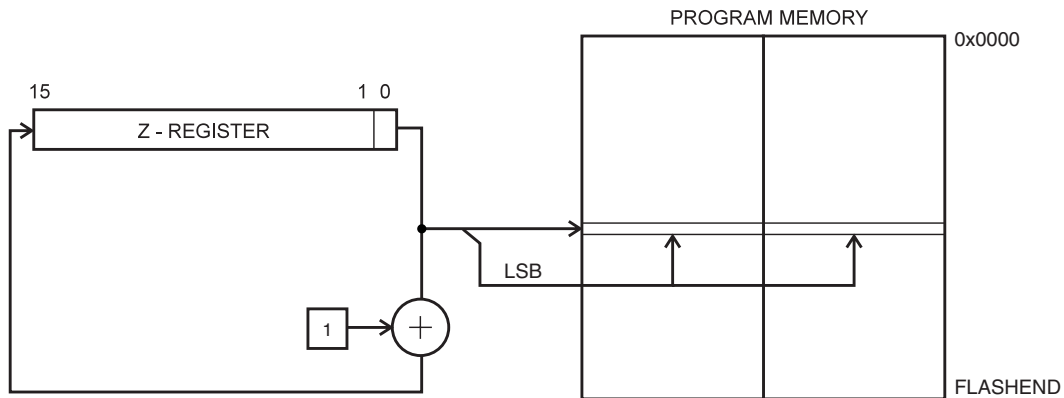 PROGRAM MEMORY
0x0000
15 1 0
Z - REGISTER
LSB
1
FLASHEND